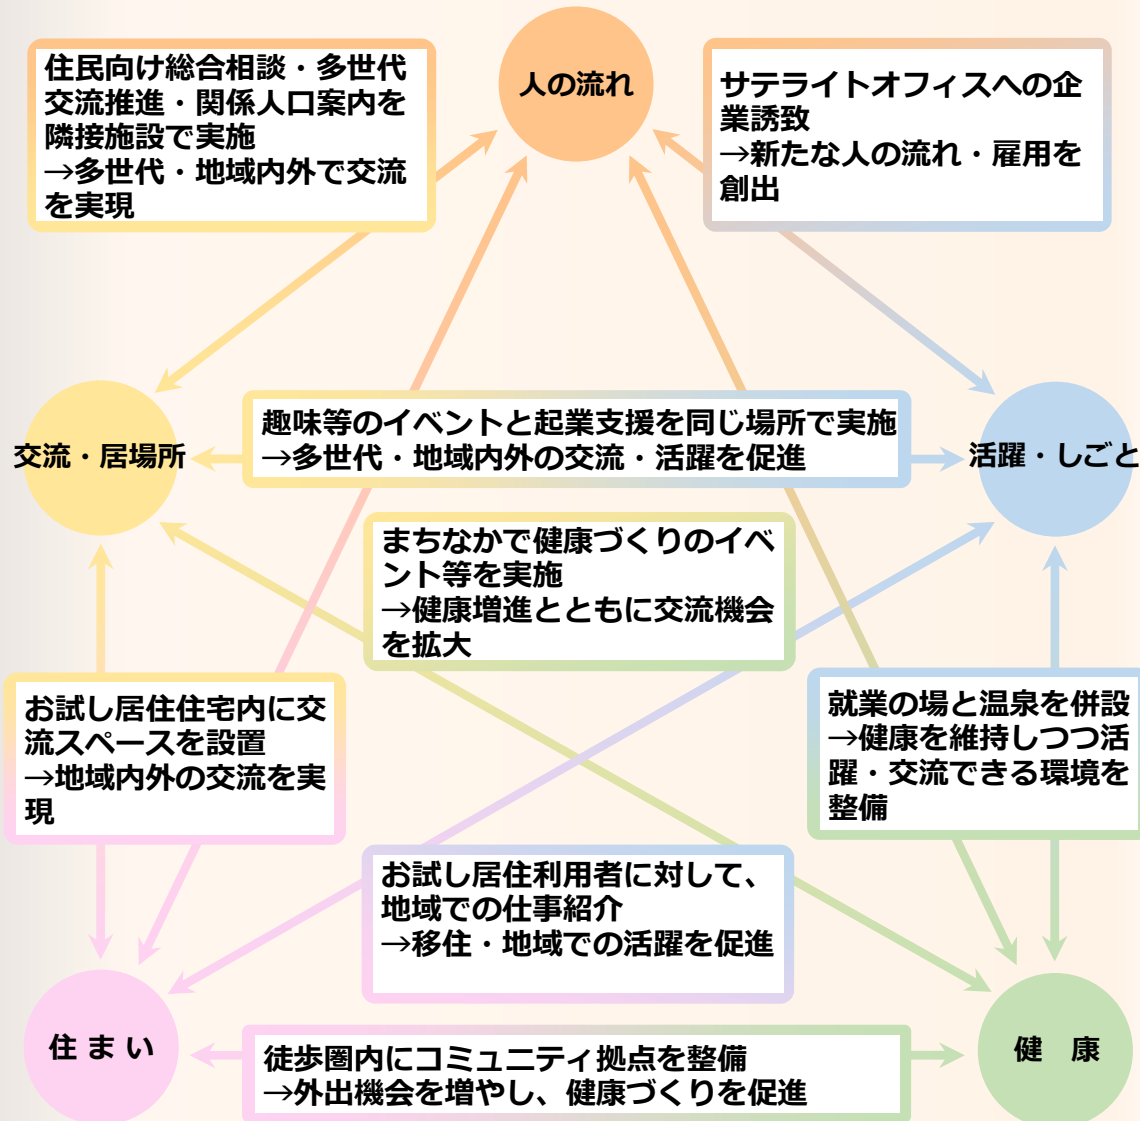 人の流れ
住民向け総合相談・多世代
交流推進・関係人口案内を
隣接施設で実施
→多世代・地域内外で交流
を実現
サテライトオフィスへの企
業誘致
→新たな人の流れ・雇用を
創出
交流・居場所
趣味等のイベントと起業支援を同じ場所で実施
→多世代・地域内外の交流・活躍を促進
活躍・しごと
まちなかで健康づくりのイベ
ント等を実施
→健康増進とともに交流機会
を拡大
お試し居住住宅内に交
流スペースを設置
→地域内外の交流を実
現
就業の場と温泉を併設
→健康を維持しつつ活
躍・交流できる環境を
整備
お試し居住利用者に対して、
地域での仕事紹介
→移住・地域での活躍を促進
住 ま い
徒歩圏内にコミュニティ拠点を整備
→外出機会を増やし、健康づくりを促進
健　康